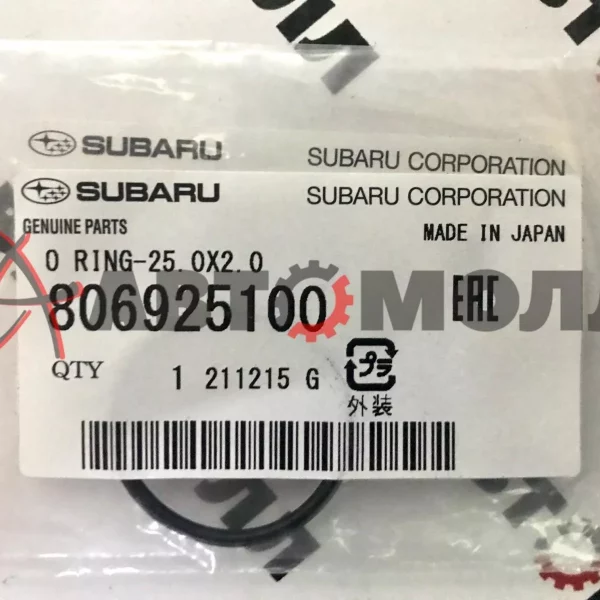 SUBARU SUBARU CORPORATION
SUBARU SUBARU CORPORATION
GENUINE PARTS MADE IN JAPAN
O RING-25.0X2.0
806925100 EAC
АВТОМОЛЛ
QTY 1 211215 G プラ
外装